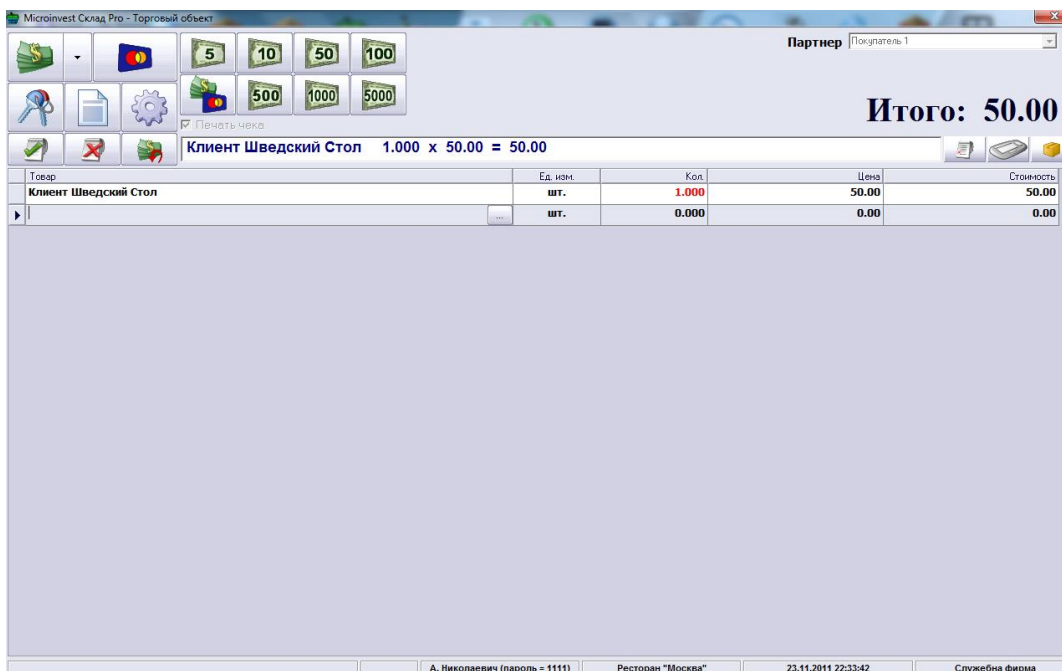 Microinvest Склад Pro - Торговый объект
Партнер Покупатель 1
5 10 50 100
500 1000 5000
Печать чека
Итого: 50.00
Клиент Шведский Стол 1.000 x 50.00 = 50.00
Товар Ед. изм. Кол. Цена Стоимость
Клиент Шведский Стол шт. 1.000 50.00 50.00
... шт. 0.000 0.00 0.00
А. Николаевич (пароль = 1111) Ресторан "Москва" 23.11.2011 22:33:42 Служебна фирма